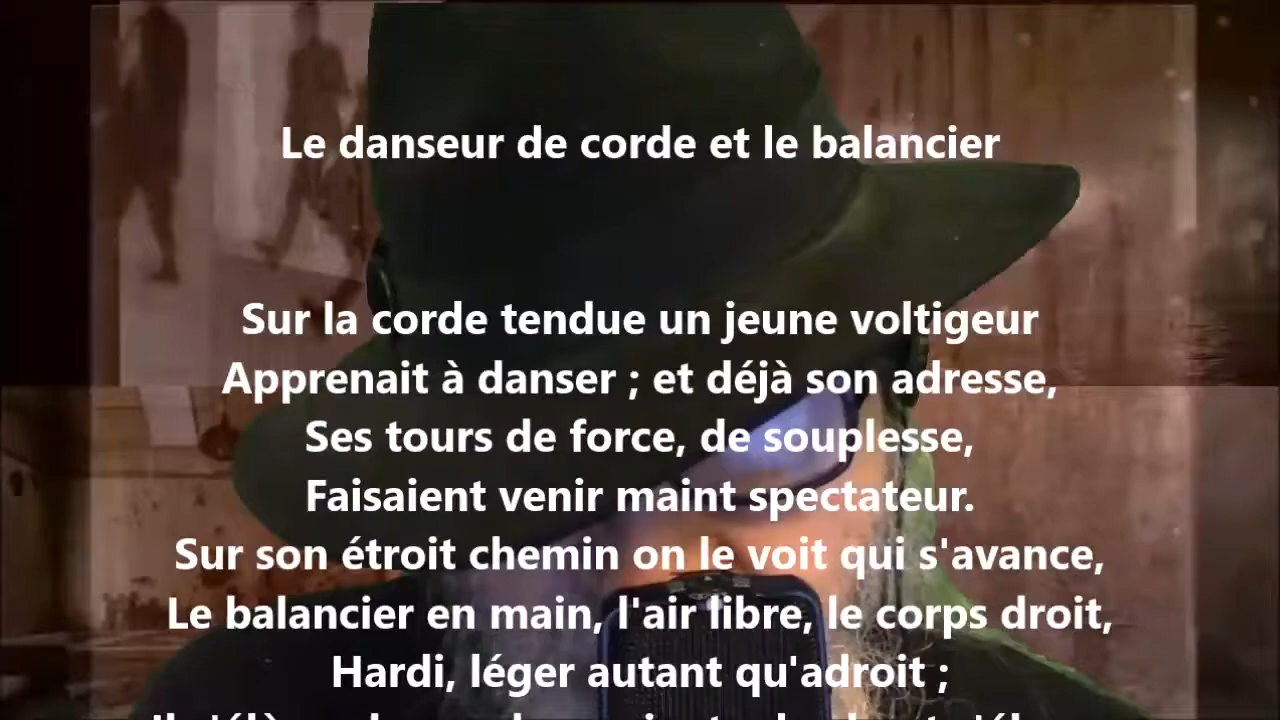 Le danseur de corde et le balancier
Sur la corde tendue un jeune voltigeur
Apprenait à danser ; et déjà son adresse,
Ses tours de force, de souplesse,
Faisaient venir maint spectateur.
Sur son étroit chemin on le voit qui s'avance,
Le balancier en main, l'air libre, le corps droit,
Hardi, léger autant qu'adroit ;